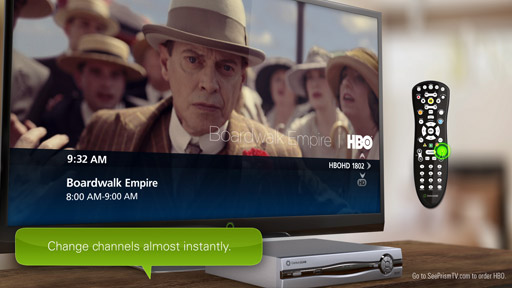 Boardwalk Empire HBO
9:32 AM
HBOHD 1802
HD
Boardwalk Empire
8:00 AM-9:00 AM
Change channels almost instantly.
Go to SeePrismTV.com to order HBO.